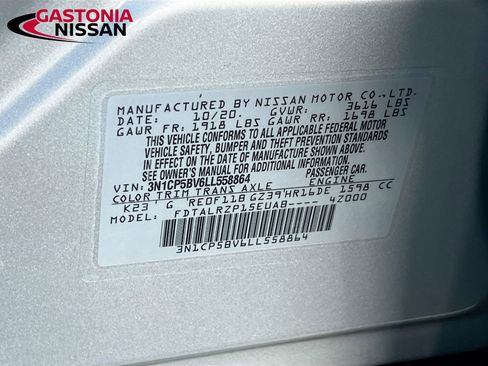 GASTONIA
NISSAN
MANUFACTURED BY NISSAN MOTOR CO., LTD.
DATE: 10/20. GVWR: 3616 LBS
GAWR FR: 1918 LBS GAWR RR: 1698 LBS
THIS VEHICLE CONFORMS TO ALL APPLICABLE FEDERAL MOTOR
VEHICLE SAFETY, BUMPER AND THEFT PREVENTION STANDARDS
IN EFFECT ON THE DATE OF MANUFACTURE SHOWN ABOVE.
SEE OWNERS MANUAL FOR ADDITIONAL INFORMATION.
VIN: 3N1CP5BV6LL558864 PASSENGER CAR.
COLOR TRIM TRANS AXLE ENGINE
K23 G RE0F11B GZ39 HR16DE 1598 CC
MODEL: FDTALRZP15EUAB---- 4Z000
3N1CP5BV6LL558864